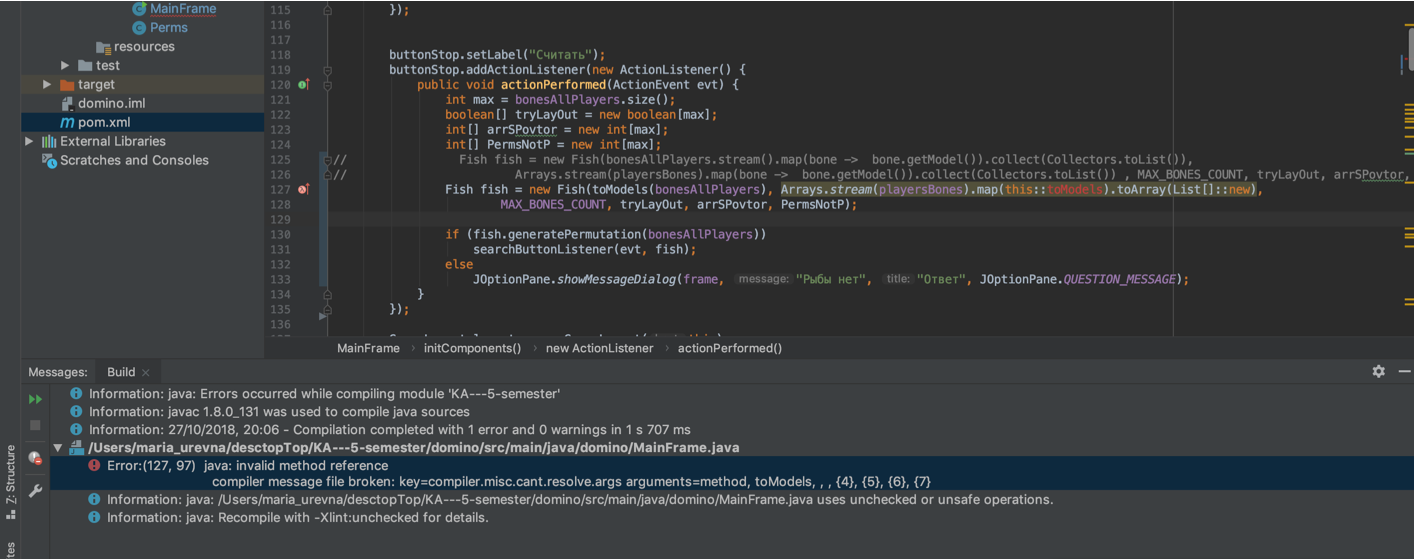 MainFrame
Perms
resources
test
target
domino.iml
pom.xml
External Libraries
Scratches and Consoles
115 });
116
117
118 buttonStop.setLabel("Считать");
119 buttonStop.addActionListener(new ActionListener() {
120 public void actionPerformed(ActionEvent evt) {
121 int max = bonesAllPlayers.size();
122 boolean[] tryLayOut = new boolean[max];
123 int[] arrSPovtor = new int[max];
124 int[] PermsNotP = new int[max];
125 // Fish fish = new Fish(bonesAllPlayers.stream().map(bone -> bone.getModel()).collect(Collectors.toList()),
126 // Arrays.stream(playersBones).map(bone -> bone.getModel()).collect(Collectors.toList()) , MAX_BONES_COUNT, tryLayOut, arrSPovtor,
127 Fish fish = new Fish(toModels(bonesAllPlayers), Arrays.stream(playersBones).map(this::toModels).toArray(List[]::new),
128 MAX_BONES_COUNT, tryLayOut, arrSPovtor, PermsNotP);
129
130 if (fish.generatePermutation(bonesAllPlayers))
131 searchButtonListener(evt, fish);
132 else
133 JOptionPane.showMessageDialog(frame, message: "Рыбы нет", title: "Ответ", JOptionPane.QUESTION_MESSAGE);
134 }
135 });
136
MainFrame › initComponents() › new ActionListener › actionPerformed()
Messages: Build ×
Information: java: Errors occurred while compiling module 'KA---5-semester'
Information: javac 1.8.0_131 was used to compile java sources
Information: 27/10/2018, 20:06 - Compilation completed with 1 error and 0 warnings in 1 s 707 ms
/Users/maria_urevna/desctopTop/KA---5-semester/domino/src/main/java/domino/MainFrame.java
Error:(127, 97) java: invalid method reference
compiler message file broken: key=compiler.misc.cant.resolve.args arguments=method, toModels, , , {4}, {5}, {6}, {7}
Information: java: /Users/maria_urevna/desctopTop/KA---5-semester/domino/src/main/java/domino/MainFrame.java uses unchecked or unsafe operations.
Information: java: Recompile with -Xlint:unchecked for details.
Z: Structure